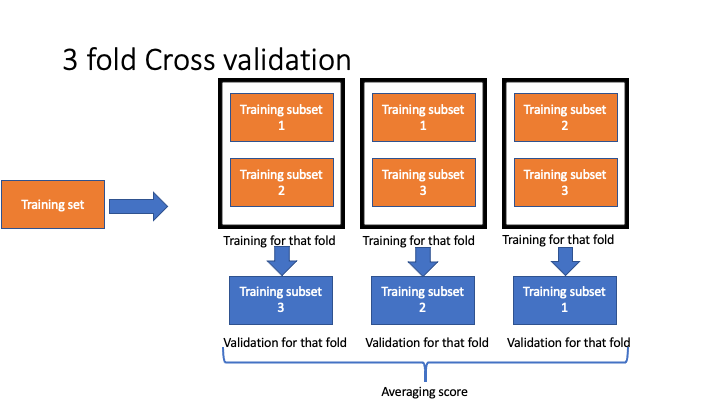 3 fold Cross validation
Training subset
1
Training subset
1
Training subset
2
Training subset
2
Training subset
3
Training subset
3
Training set
Training for that fold
Training for that fold
Training for that fold
Training subset
3
Training subset
2
Training subset
1
Validation for that fold
Validation for that fold
Validation for that fold
Averaging score